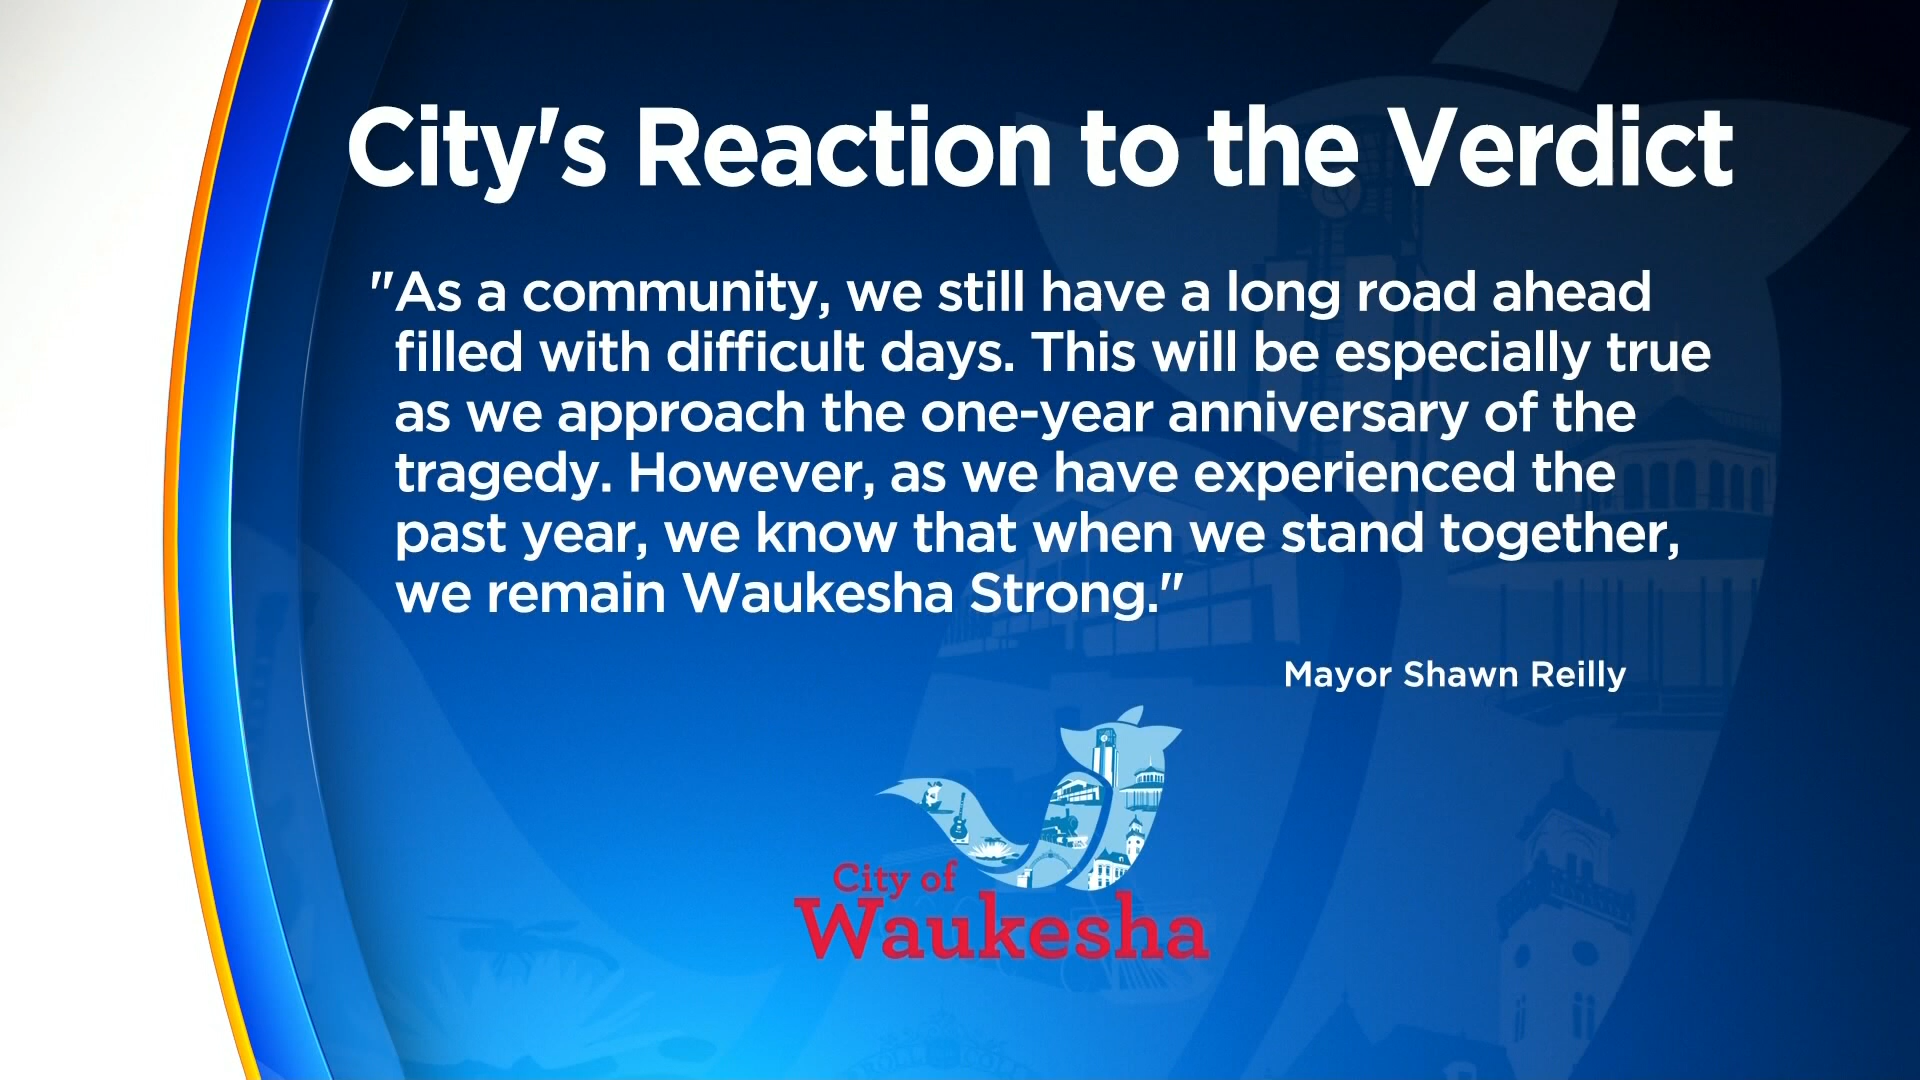 City's Reaction to the Verdict
"As a community, we still have a long road ahead
filled with difficult days. This will be especially true
as we approach the one-year anniversary of the
tragedy. However, as we have experienced the
past year, we know that when we stand together,
we remain Waukesha Strong."
Mayor Shawn Reilly
City of
Waukesha